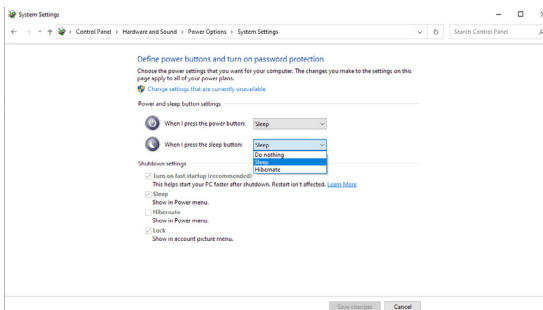 System Settings
Control Panel > Hardware and Sound > Power Options > System Settings
Search Control Panel
Define power buttons and turn on password protection
Choose the power settings that you want for your computer. The changes you make to the settings on this
page apply to all of your power plans.
Change settings that are currently unavailable
Power and sleep button settings
When I press the power button: Sleep
When I press the sleep button: Sleep
Do nothing
Sleep
Hibernate
Shutdown settings
Turn on fast startup (recommended)
This helps start your PC faster after shutdown. Restart isn't affected. Learn More
Sleep
Show in Power menu.
Hibernate
Show in Power menu.
Lock
Show in account picture menu.
Save changes Cancel